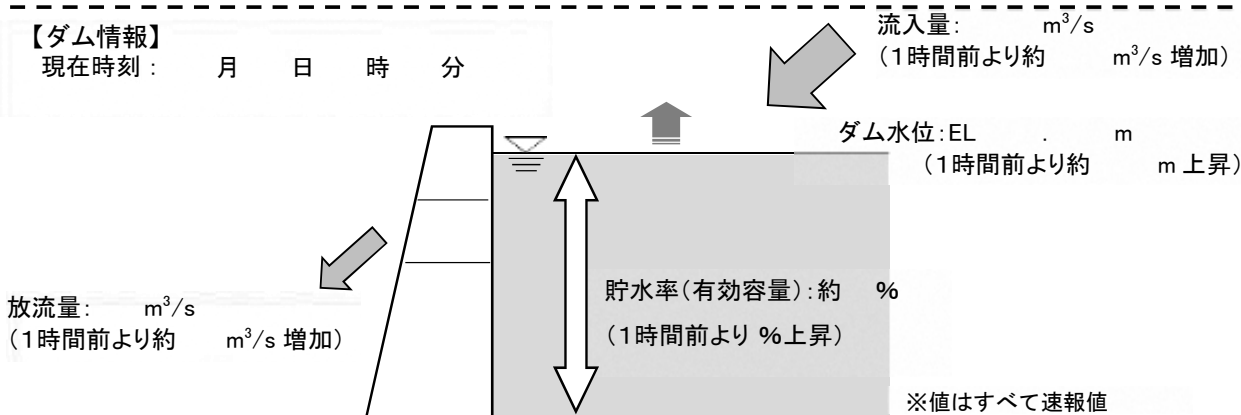 【ダム情報】
現在時刻： 月 日 時 分
流入量： m³/s
（1時間前より約 m³/s 増加）
ダム水位：EL . m
（1時間前より約 m 上昇）
貯水率（有効容量）：約 %
（1時間前より %上昇）
放流量： m³/s
（1時間前より約 m³/s 増加）
※値はすべて速報値